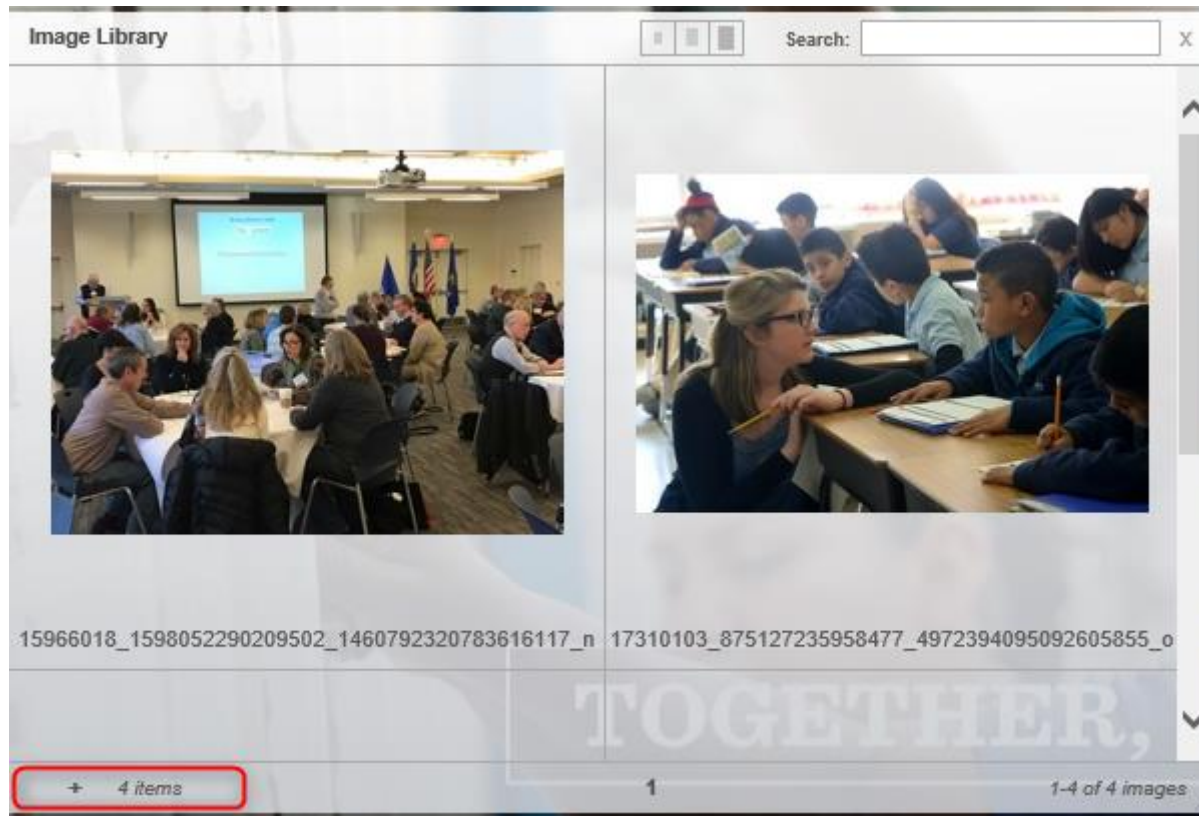 Image Library
Search:
X
15966018_1598052290209502_1460792320783616117_n
17310103_875127235958477_4972394095092605855_o
TOGETHER,
+ 4 items
1
1-4 of 4 images